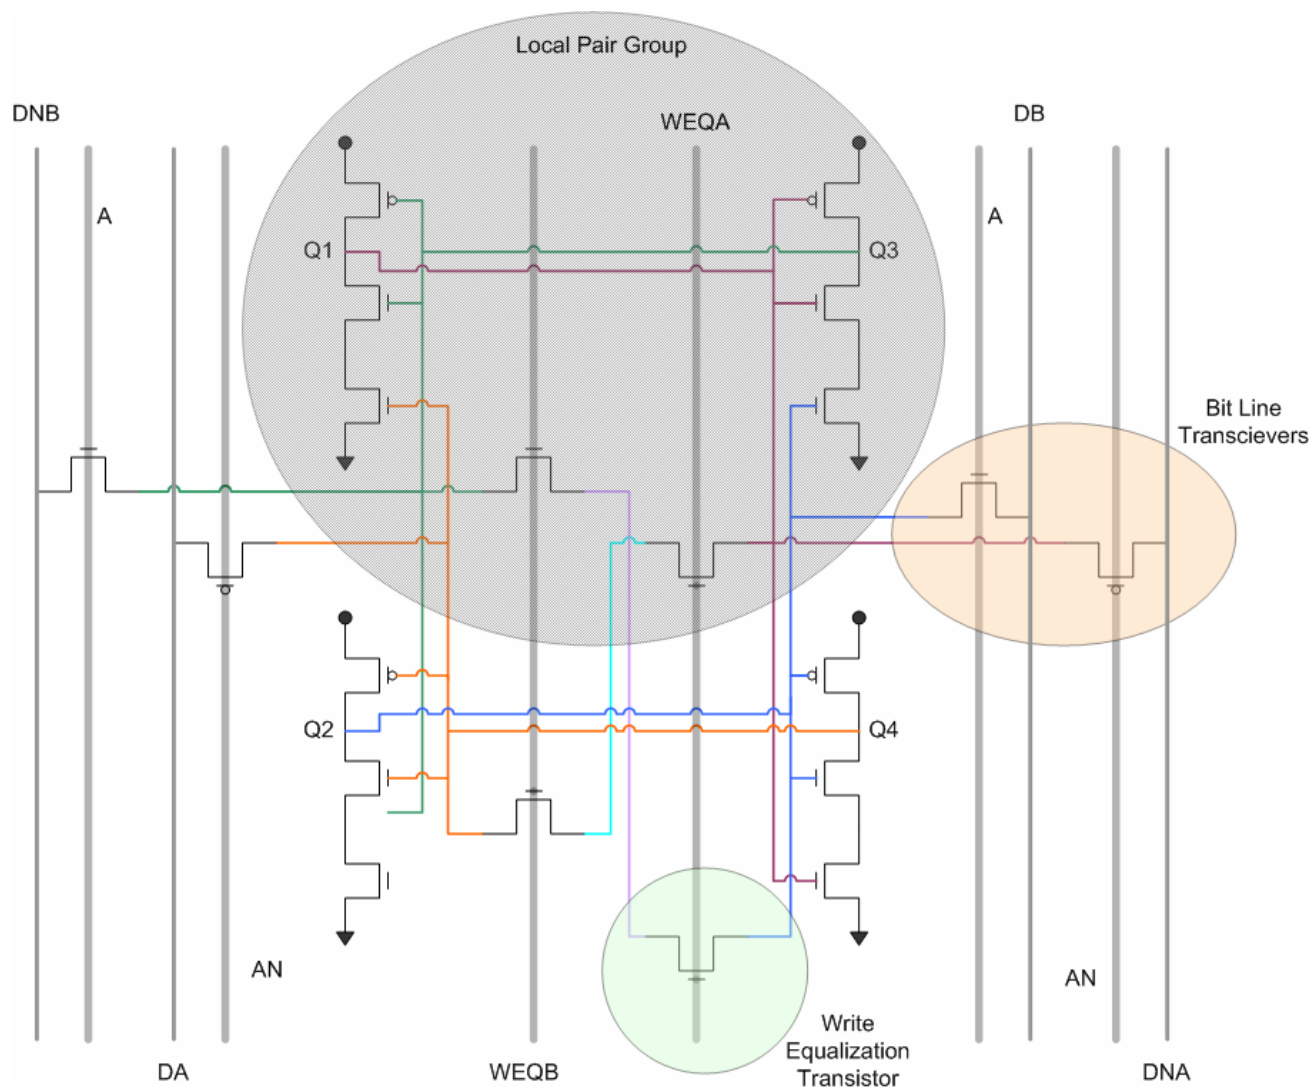 Local Pair Group
DNB
WEQA
DB
A
A
Q1
Q3
Bit Line
Transcievers
Q2
Q4
AN
AN
Write
Equalization
Transistor
DA
WEQB
DNA